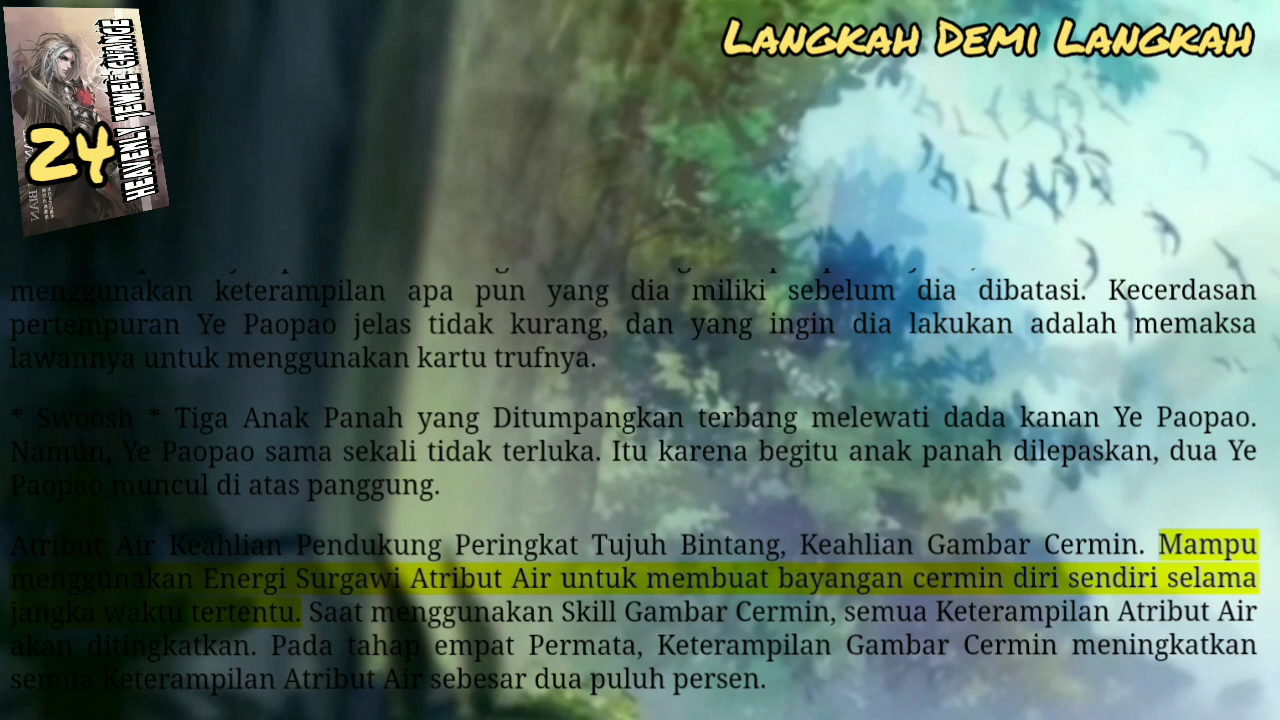 Langkah Demi Langkah
HEAVENLY JEWEL CHANGE
24
menggunakan keterampilan apa pun yang dia miliki sebelum dia dibatasi. Kecerdasan
pertempuran Ye Paopao jelas tidak kurang, dan yang ingin dia lakukan adalah memaksa
lawannya untuk menggunakan kartu trufnya.
* Swoosh * Tiga Anak Panah yang Ditumpangkan terbang melewati dada kanan Ye Paopao.
Namun, Ye Paopao sama sekali tidak terluka. Itu karena begitu anak panah dilepaskan, dua Ye
Paopao muncul di atas panggung.
Atribut Air Keahlian Pendukung Peringkat Tujuh Bintang, Keahlian Gambar Cermin. Mampu
menggunakan Energi Surgawi Atribut Air untuk membuat bayangan cermin diri sendiri selama
jangka waktu tertentu. Saat menggunakan Skill Gambar Cermin, semua Keterampilan Atribut Air
akan ditingkatkan. Pada tahap empat Permata, Keterampilan Gambar Cermin meningkatkan
semua Keterampilan Atribut Air sebesar dua puluh persen.